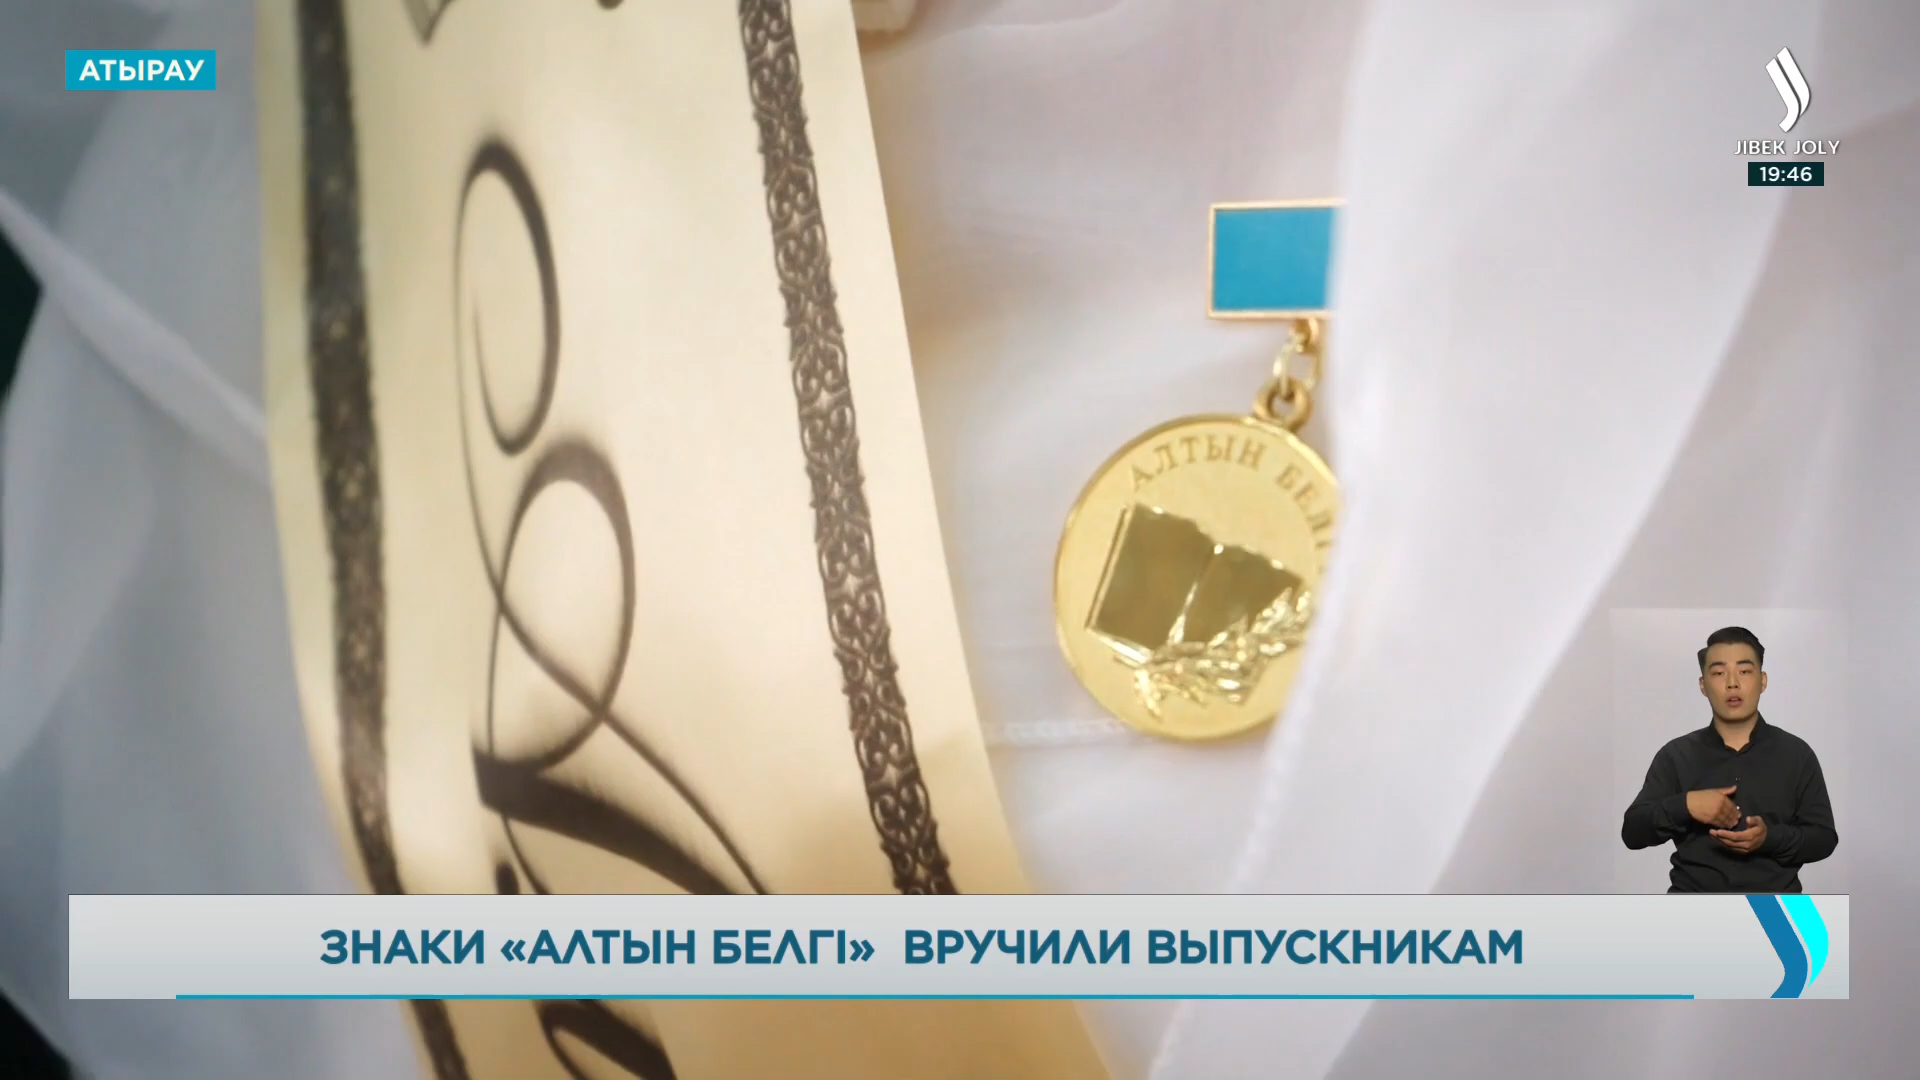 АТЫРАУ
JIBEK JOLY
19:46
АЛТЫН БЕЛГІ
ЗНАКИ «АЛТЫН БЕЛГІ» ВРУЧИЛИ ВЫПУСКНИКАМ